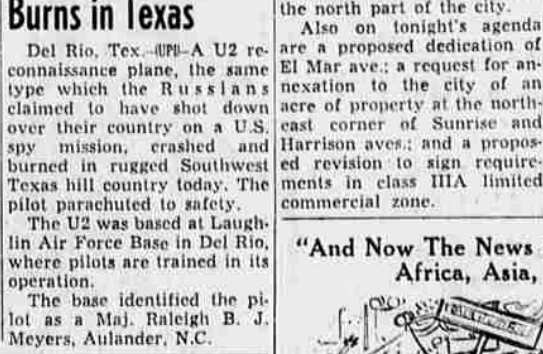 Burns in Texas
Del Rio, Tex.-(UPI)-A U2 re-
connaissance plane, the same
type which the Russians
claimed to have shot down
over their country on a U.S.
spy mission, crashed and
burned in rugged Southwest
Texas hill country today. The
pilot parachuted to safety.
The U2 was based at Laugh-
lin Air Force Base in Del Rio,
where pilots are trained in its
operation.
The base identified the pi-
lot as a Maj. Raleigh B. J.
Meyers, Aulander, N.C.
the north part of the city.
Also on tonight's agenda
are a proposed dedication of
El Mar ave.; a request for an-
nexation to the city of an
acre of property at the north-
east corner of Sunrise and
Harrison aves.; and a propos-
ed revision to sign require-
ments in class IIIA limited
commercial zone.
"And Now The News
Africa, Asia,